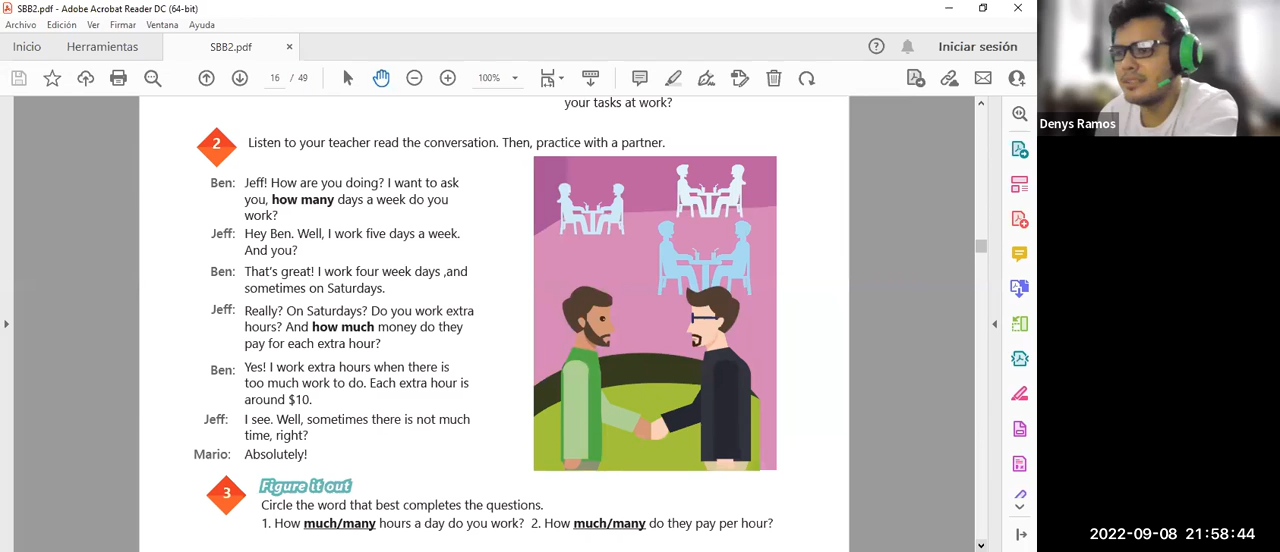 SBB2.pdf - Adobe Acrobat Reader DC (64-bit)
Archivo Edición Ver Firmar Ventana Ayuda
Inicio Herramientas SBB2.pdf × Iniciar sesión
16 / 49 100%
your tasks at work?
2 Listen to your teacher read the conversation. Then, practice with a partner.
Ben: Jeff! How are you doing? I want to ask
you, how many days a week do you
work?
Jeff: Hey Ben. Well, I work five days a week.
And you?
Ben: That's great! I work four week days ,and
sometimes on Saturdays.
Jeff: Really? On Saturdays? Do you work extra
hours? And how much money do they
pay for each extra hour?
Ben: Yes! I work extra hours when there is
too much work to do. Each extra hour is
around $10.
Jeff: I see. Well, sometimes there is not much
time, right?
Mario: Absolutely!
3 Figure it out
Circle the word that best completes the questions.
1. How much/many hours a day do you work? 2. How much/many do they pay per hour?
Denys Ramos
2022-09-08 21:58:44